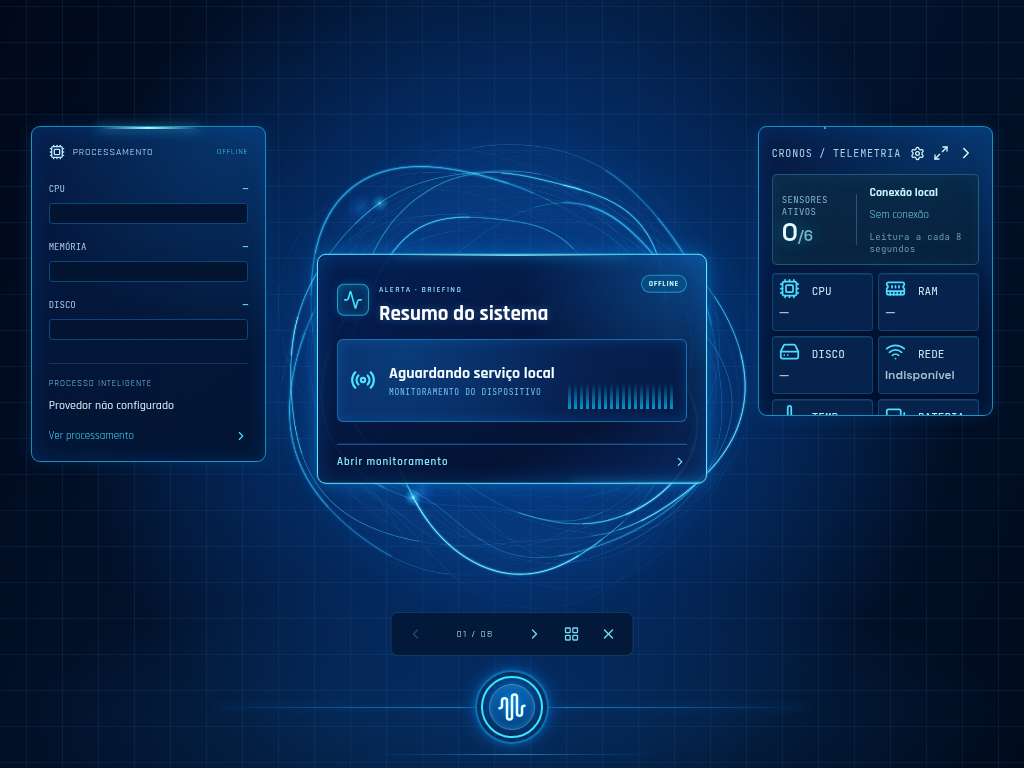 PROCESSAMENTO
OFFLINE
CPU
—
MEMÓRIA
—
DISCO
—
PROCESSO INTELIGENTE
Provedor não configurado
Ver processamento
ALERTA · BRIEFING
OFFLINE
Resumo do sistema
Aguardando serviço local
MONITORAMENTO DO DISPOSITIVO
Abrir monitoramento
CRONOS / TELEMETRIA
SENSORES
ATIVOS
0/6
Conexão local
Sem conexão
Leitura a cada 8
segundos
CPU
—
RAM
—
DISCO
—
REDE
Indisponível
TEMP
BATERIA
01 / 08